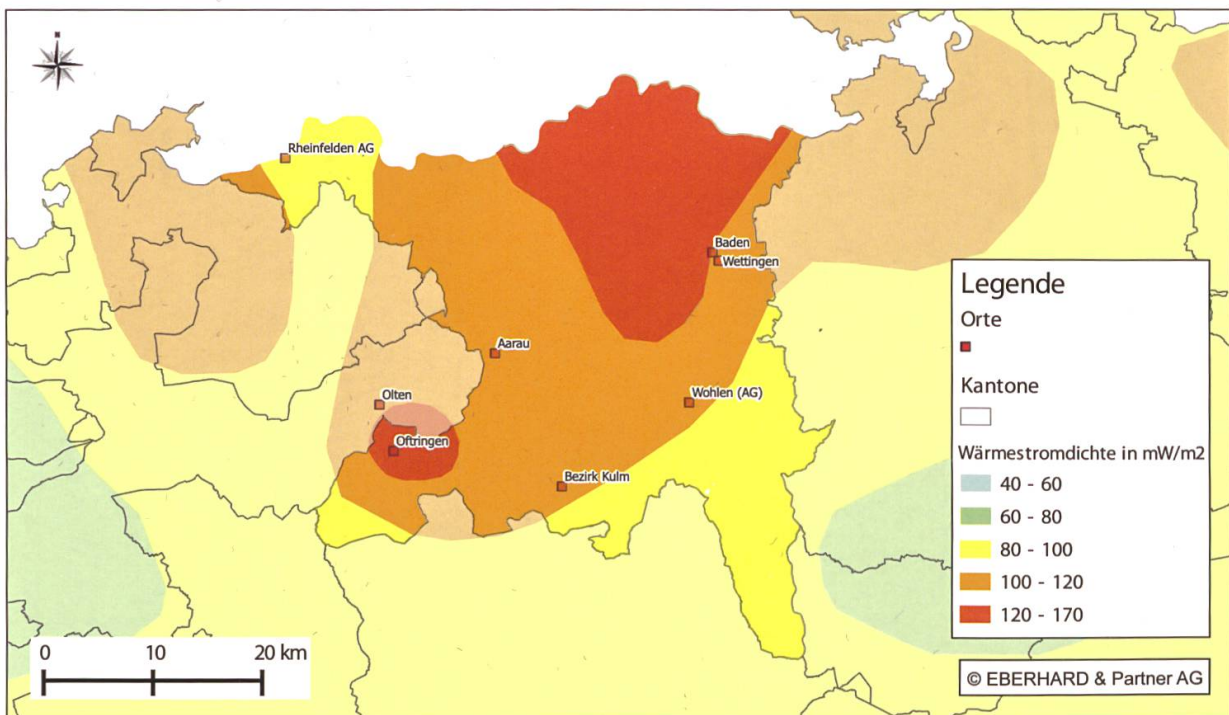 Rheinfelden AG
Baden
Wettingen
Aarau
Olten
Wohlen (AG)
Oftringen
Bezirk Kulm
Legende
Orte
Kantone
Wärmestromdichte in mW/m2
40 - 60
60 - 80
80 - 100
100 - 120
120 - 170
0 10 20 km
© EBERHARD & Partner AG